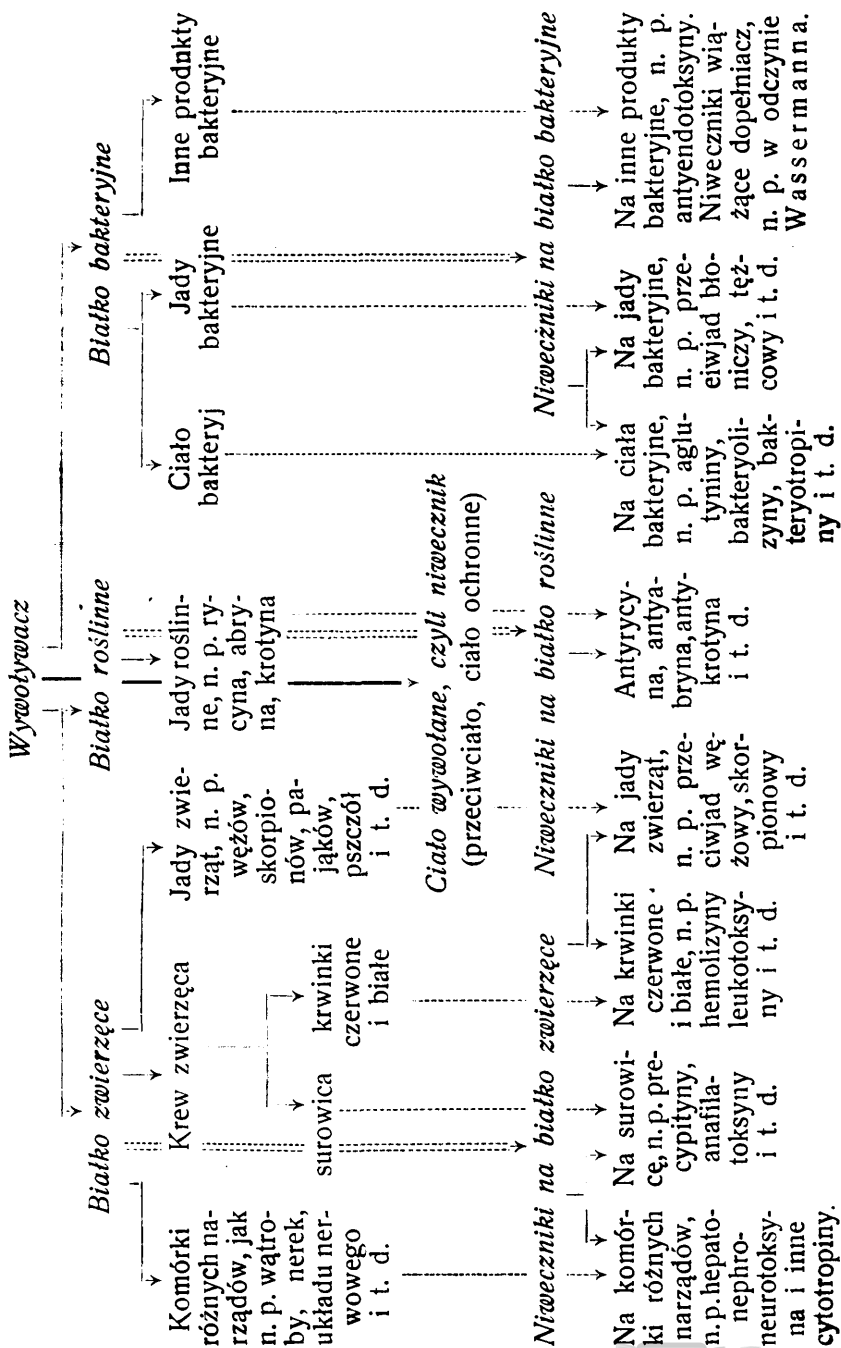 Wywoływacz
Białko zwierzęce
Białko roślinne
Białko bakteryjne
Komórki
różnych na-
rządów, jak
n. p. wątro-
by, nerek,
układu ner-
wowego
i t. d.
Krew zwierzęca
surowica
krwinki
czerwone
i białe
Jady zwie-
rząt, n. p.
wężów,
skorpio-
nów, pa-
jąków,
pszczół
i t. d.
Jady roślin-
ne, n. p. ry-
cyna, abry-
na, krotyna
Ciało
bakteryj
Jady
bakteryjne
Inne prodnkty
bakteryjne
Ciało wywołane, czyli niwecznik
(przeciwciało, ciało ochronne)
Niweczniki na białko zwierzęce
Niweczniki na białko roślinne
Niwecżniki na białko bakteryjne
Na komór-
ki różnych
narządów,
n. p. hepato-
nephro-
neurotoksy-
na i inne
cytotropiny.
Na surowi-
cę, n. p. pre-
cypityny,
anafila-
toksyny
i t. d.
Na krwinki
czerwone
i białe, n. p.
hemolizyny
leukotoksy-
ny i t. d.
Na jady
zwierząt,
n. p. prze-
ciwjad wę-
żowy, skor-
pionowy
i t. d.
Antyrycy-
na, antya-
bryna, anty-
krotyna
i t. d.
Na ciała
bakteryjne,
n. p. aglu-
tyniny,
bakteryoli-
zyny, bak-
teryotropi-
ny i t. d.
Na jady
bakteryjne,
n. p. prze-
eiwjad bło-
niczy, tęż-
cowy i t. d.
Na inne produkty
bakteryjne, n. p.
antyendotoksyny.
Niweczniki wią-
żące dopełniacz,
n. p. w odczynie
Wassermanna.